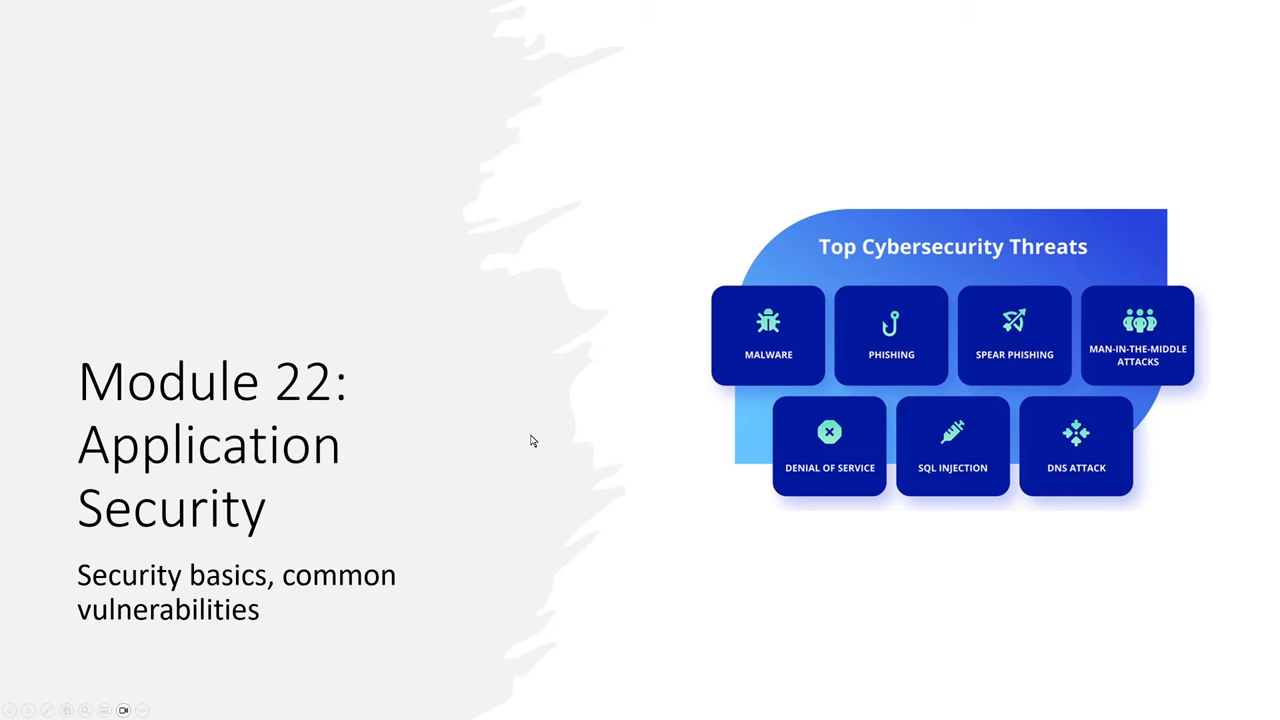 Module 22:
Application
Security
Security basics, common
vulnerabilities
Top Cybersecurity Threats
MALWARE
PHISHING
SPEAR PHISHING
MAN-IN-THE-MIDDLE
ATTACKS
DENIAL OF SERVICE
SQL INJECTION
DNS ATTACK